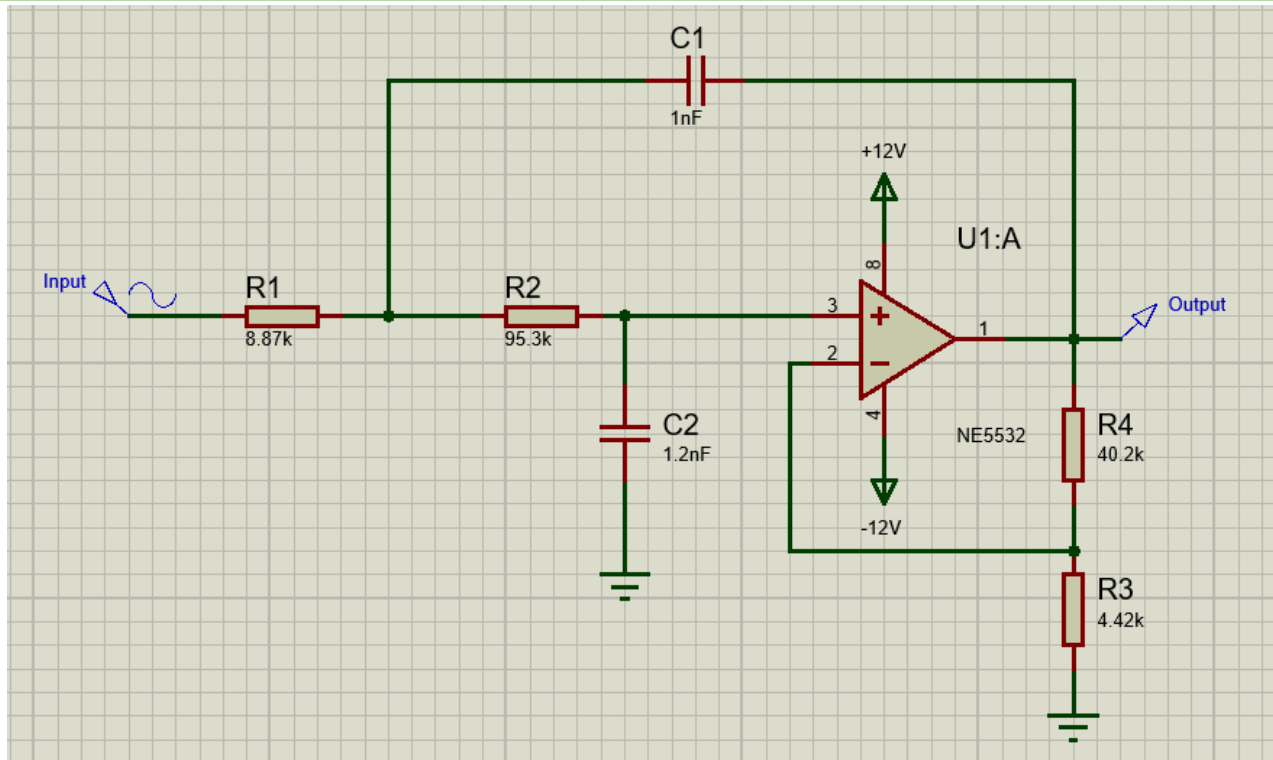 C1
1nF
+12V
U1:A
8
Input
R1
8.87k
R2
95.3k
3
2
1
Output
4
C2
1.2nF
NE5532
R4
40.2k
-12V
R3
4.42k